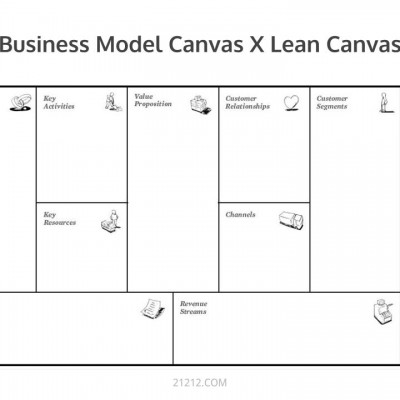 Business Model Canvas X Lean Canvas
Key
Activities
Value
Proposition
Customer
Relationships
Customer
Segments
Key
Resources
Channels
Revenue
Streams
21212.COM